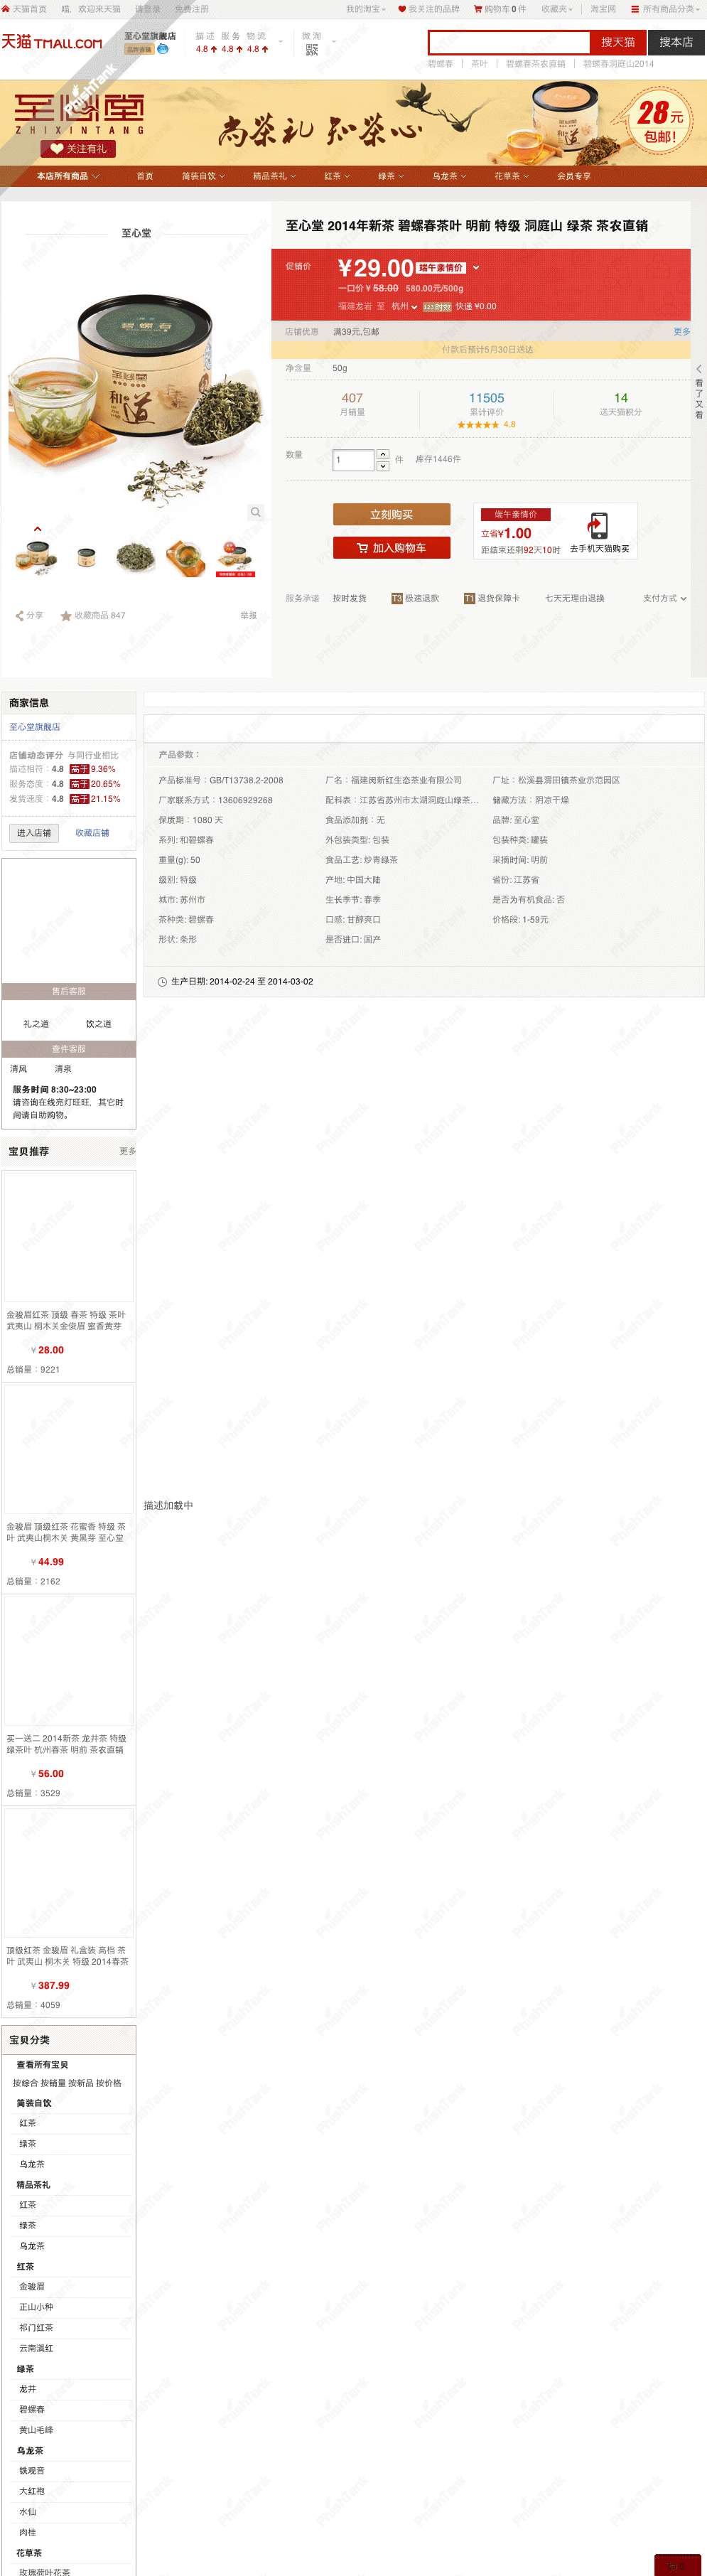 天猫首页 喵，欢迎来天猫 请登录 免费注册 我的淘宝 我关注的品牌 购物车0件 收藏夹 淘宝网 所有商品分类
天猫 TMALL.COM 至心堂旗舰店 描述 服务 物流 微淘 搜天猫 搜本店
品牌直销 4.8 4.8 4.8
碧螺春 茶叶 碧螺春茶农直销 碧螺春洞庭山2014
PhishTank
至心堂
ZHIXINTANG
关注有礼
尚茶礼 知茶心
28元
包邮!
本店所有商品 首页 简装自饮 精品茶礼 红茶 绿茶 乌龙茶 花草茶 会员专享
至心堂
至心堂 2014年新茶 碧螺春茶叶 明前 特级 洞庭山 绿茶 茶农直销
促销价 ¥29.00 端午亲情价
一口价 ¥ 58.00 580.00元/500g
福建龙岩 至 杭州 123时效 快递 ¥0.00
店铺优惠 满39元,包邮 更多
付款后预计5月30日送达
净含量 50g
407 11505 14
月销量 累计评价 送天猫积分
4.8
数量 1 件 库存1446件
立刻购买
加入购物车
端午亲情价
立省¥1.00
距结束还剩92天10时
去手机天猫购买
服务承诺 按时发货 T3 极速退款 T1 退货保障卡 七天无理由退换 支付方式
分享 收藏商品 847 举报
看了又看
商家信息
至心堂旗舰店
店铺动态评分 与同行业相比
描述相符：4.8 高于 9.36%
服务态度：4.8 高于 20.65%
发货速度：4.8 高于 21.15%
进入店铺 收藏店铺
产品参数：
产品标准号：GB/T13738.2-2008 厂名：福建闵新红生态茶业有限公司 厂址：松溪县渭田镇茶业示范园区
厂家联系方式：13606929268 配料表：江苏省苏州市太湖洞庭山绿茶... 储藏方法：阴凉干燥
保质期：1080 天 食品添加剂：无 品牌: 至心堂
系列: 和碧螺春 外包装类型: 包装 包装种类: 罐装
重量(g): 50 食品工艺: 炒青绿茶 采摘时间: 明前
级别: 特级 产地: 中国大陆 省份: 江苏省
城市: 苏州市 生长季节: 春季 是否为有机食品: 否
茶种类: 碧螺春 口感: 甘醇爽口 价格段: 1-59元
形状: 条形 是否进口: 国产
生产日期: 2014-02-24 至 2014-03-02
售后客服
礼之道 饮之道
查件客服
清风 清泉
服务时间 8:30~23:00
请咨询在线亮灯旺旺，其它时
间请自助购物。
宝贝推荐 更多
金骏眉红茶 顶级 春茶 特级 茶叶
武夷山 桐木关金俊眉 蜜香黄芽
¥ 28.00
总销量：9221
金骏眉 顶级红茶 花蜜香 特级 茶
叶 武夷山桐木关 黄黑芽 至心堂
¥ 44.99
总销量：2162
描述加载中
买一送二 2014新茶 龙井茶 特级
绿茶叶 杭州春茶 明前 茶农直销
¥ 56.00
总销量：3529
顶级红茶 金骏眉 礼盒装 高档 茶
叶 武夷山 桐木关 特级 2014春茶
¥ 387.99
总销量：4059
宝贝分类
查看所有宝贝
按综合 按销量 按新品 按价格
简装自饮
红茶
绿茶
乌龙茶
精品茶礼
红茶
绿茶
乌龙茶
红茶
金骏眉
正山小种
祁门红茶
云南滇红
绿茶
龙井
碧螺春
黄山毛峰
乌龙茶
铁观音
大红袍
水仙
肉桂
花草茶
玫瑰荷叶花茶